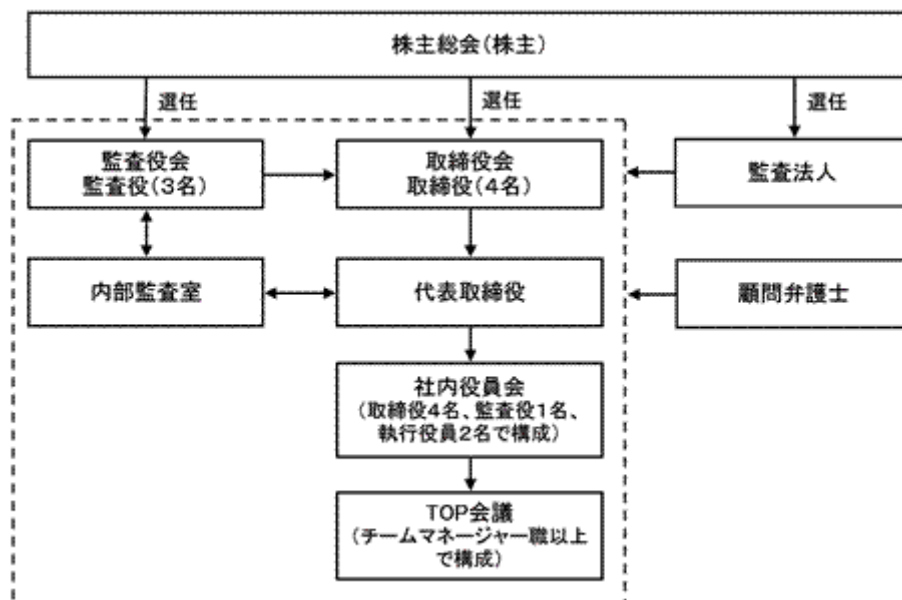 株主総会(株主)
選任
選任
選任
監査役会
監査役(3名)
取締役会
取締役(4名)
監査法人
内部監査室
代表取締役
顧問弁護士
社内役員会
(取締役4名、監査役1名、
執行役員2名で構成)
TOP会議
(チームマネージャー職以上
で構成)